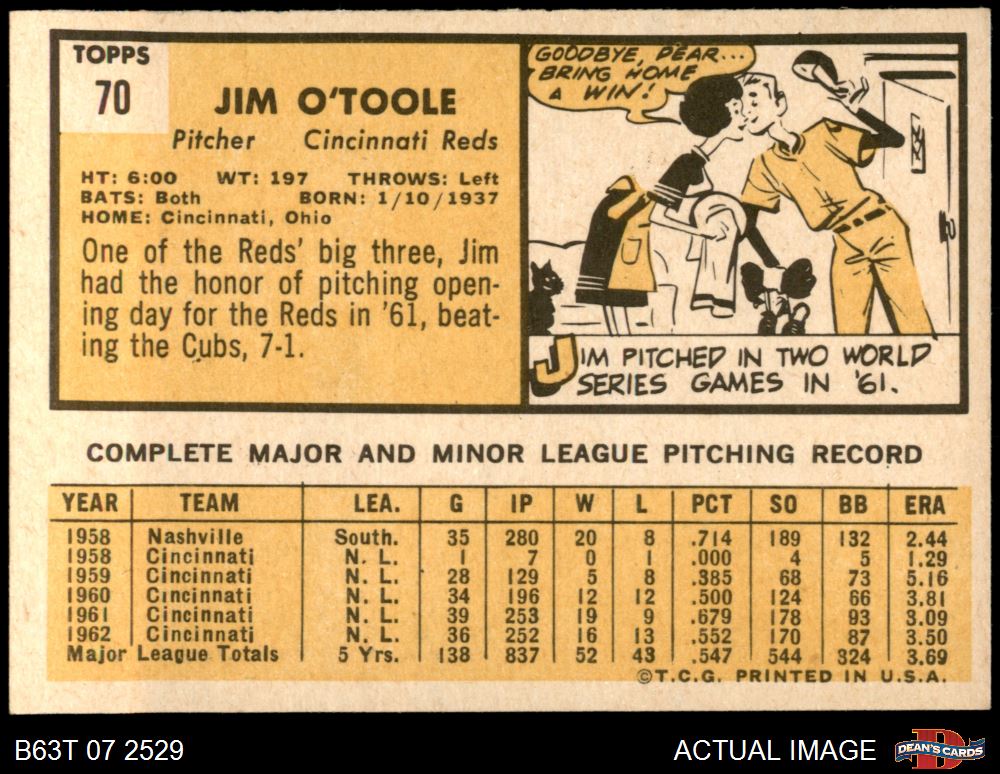 TOPPS
70
JIM O'TOOLE
Pitcher Cincinnati Reds
HT: 6:00 WT: 197 THROWS: Left
BATS: Both BORN: 1/10/1937
HOME: Cincinnati, Ohio
One of the Reds' big three, Jim
had the honor of pitching open-
ing day for the Reds in '61, beat-
ing the Cubs, 7-1.
GOODBYE, DEAR...
BRING HOME
A WIN!
JIM PITCHED IN TWO WORLD
SERIES GAMES IN '61.
COMPLETE MAJOR AND MINOR LEAGUE PITCHING RECORD
YEAR TEAM LEA. G IP W L PCT SO BB ERA
1958 Nashville South. 35 280 20 8 .714 189 132 2.44
1958 Cincinnati N. L. 1 7 0 1 .000 4 5 1.29
1959 Cincinnati N. L. 28 129 5 8 .385 68 73 5.16
1960 Cincinnati N. L. 34 196 12 12 .500 124 66 3.81
1961 Cincinnati N. L. 39 253 19 9 .679 178 93 3.09
1962 Cincinnati N. L. 36 252 16 13 .552 170 87 3.50
Major League Totals 5 Yrs. 138 837 52 43 .547 544 324 3.69
©T.C.G. PRINTED IN U.S.A.
B63T 07 2529
ACTUAL IMAGE
D
DEAN'S CARDS